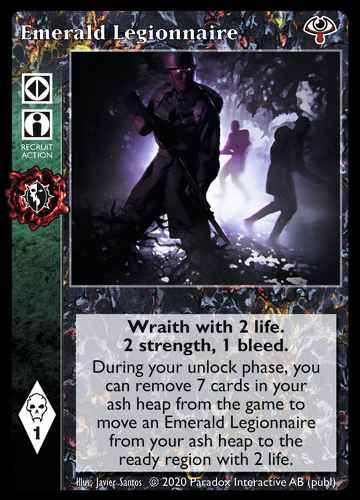 Emerald Legionnaire
RECRUIT
ACTION
Wraith with 2 life.
2 strength, 1 bleed.
During your unlock phase, you
can remove 7 cards in your
ash heap from the game to
move an Emerald Legionnaire
from your ash heap to the
ready region with 2 life.
1
Illus: Javier Santos © 2020 Paradox Interactive AB (publ)